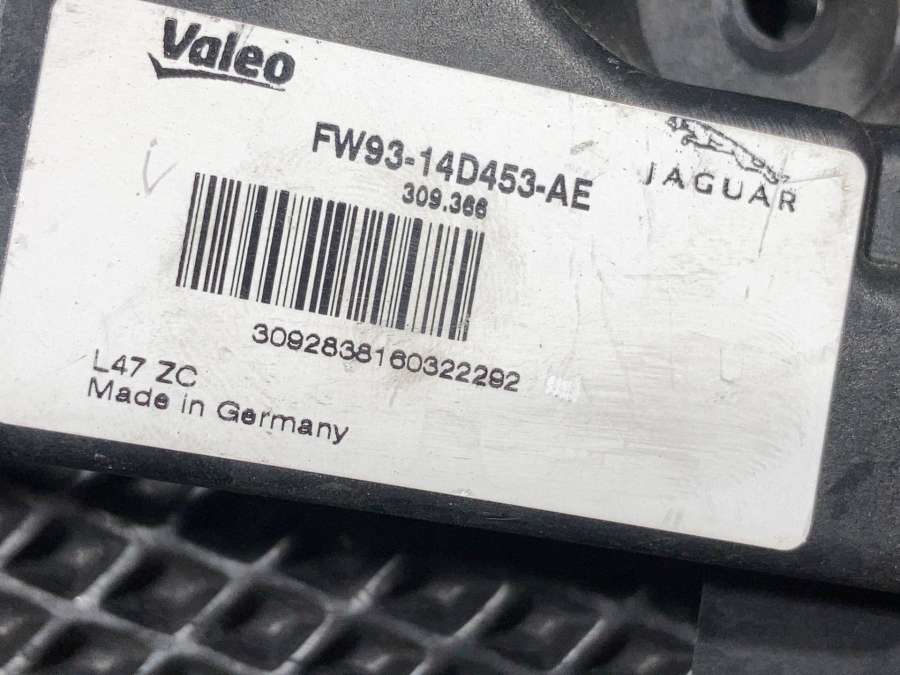 Valeo
FW93-14D453-AE
309.366
JAGUAR
3092838160322292
L47 ZC
Made in Germany